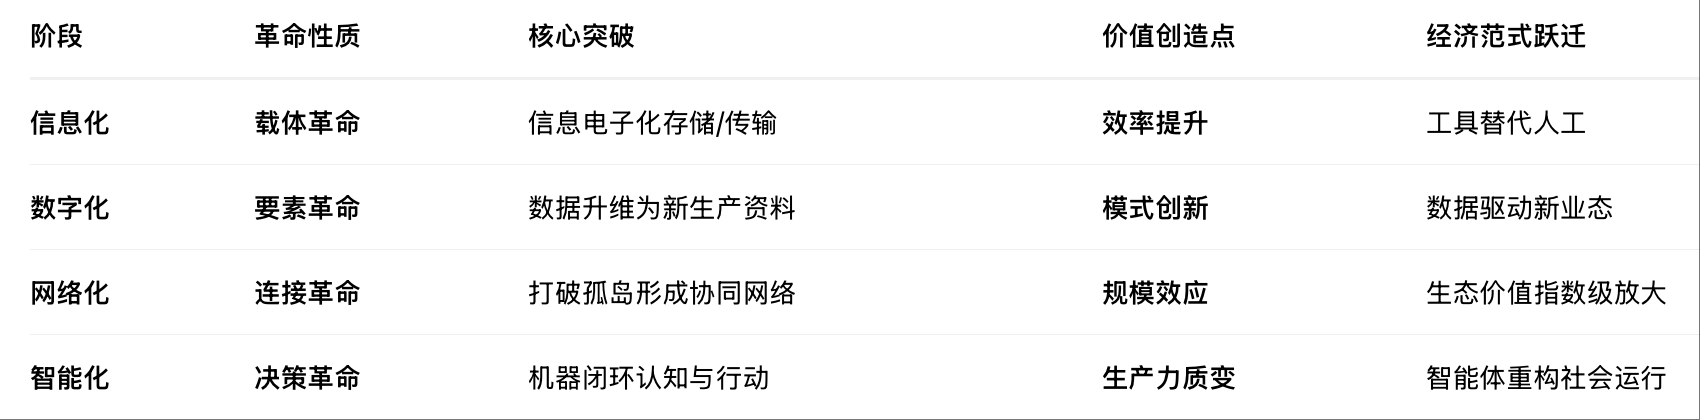 阶段 革命性质 核心突破 价值创造点 经济范式跃迁
信息化 载体革命 信息电子化存储/传输 效率提升 工具替代人工
数字化 要素革命 数据升维为新生产资料 模式创新 数据驱动新业态
网络化 连接革命 打破孤岛形成协同网络 规模效应 生态价值指数级放大
智能化 决策革命 机器闭环认知与行动 生产力质变 智能体重构社会运行